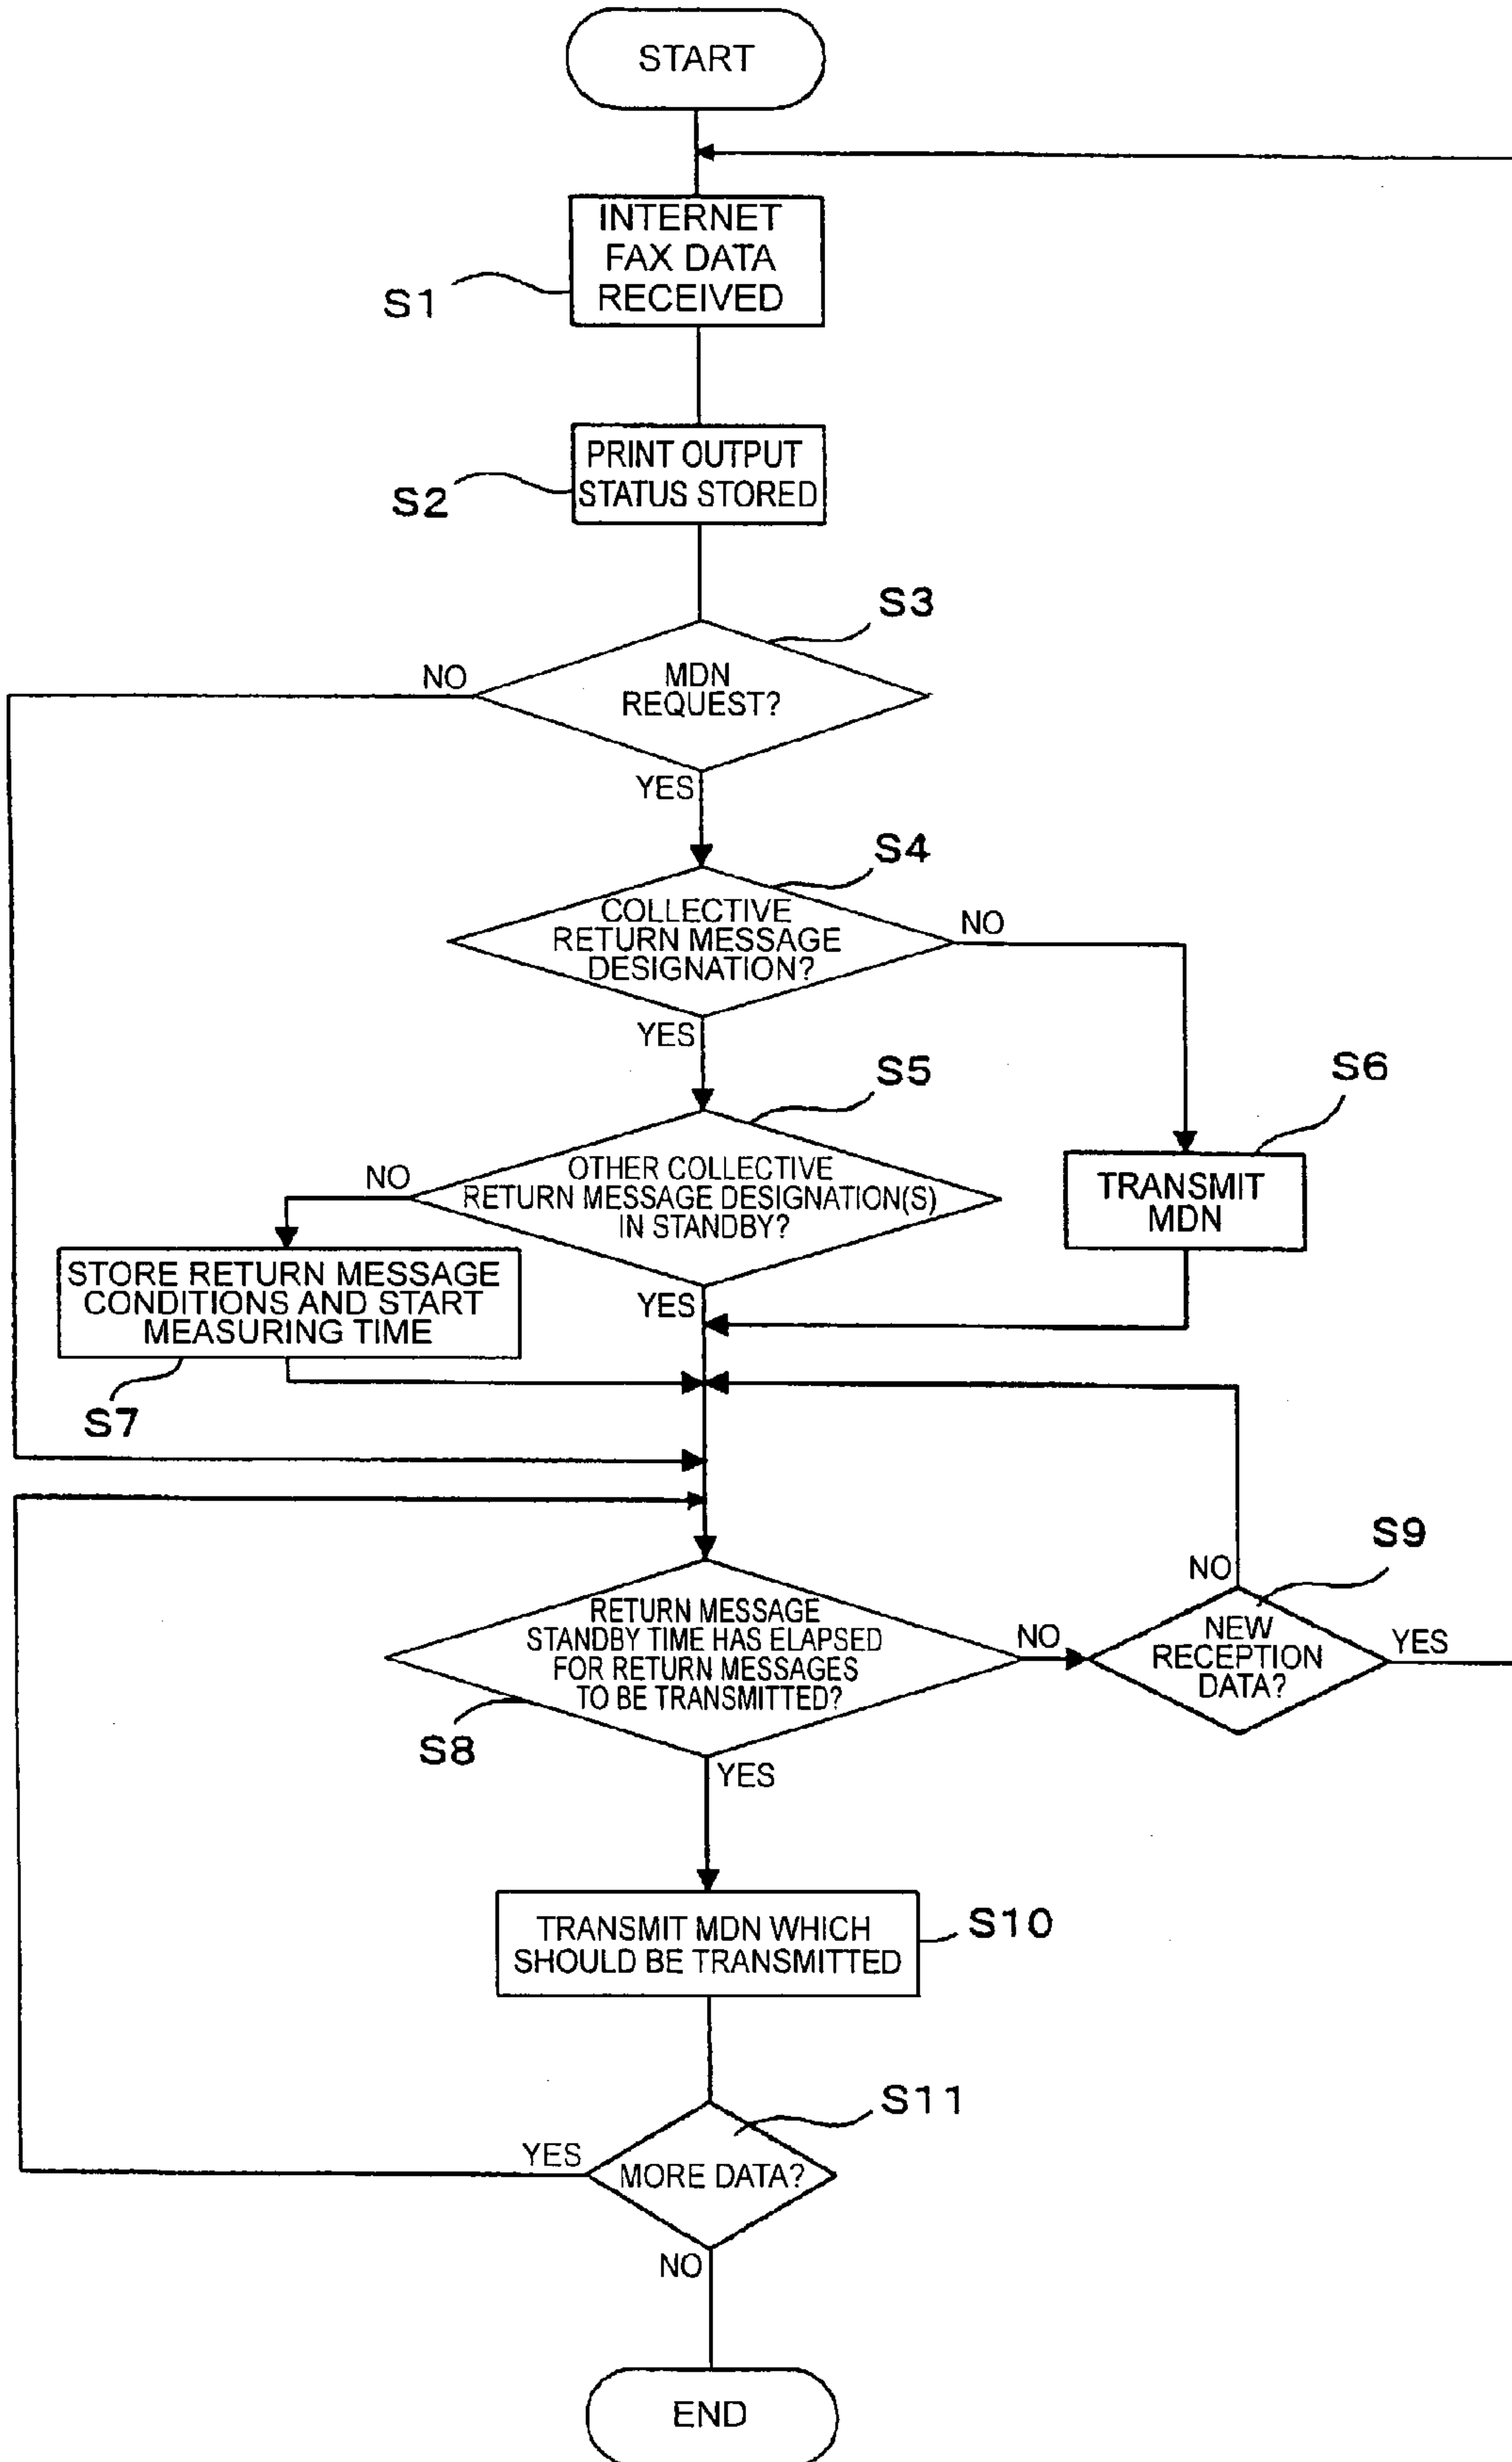 START
INTERNET
FAX DATA
RECEIVED
S1
PRINT OUTPUT
STATUS STORED
S2
S3
MDN
REQUEST?
NO
YES
S4
COLLECTIVE
RETURN MESSAGE
DESIGNATION?
NO
YES
S5
OTHER COLLECTIVE
RETURN MESSAGE DESIGNATION(S)
IN STANDBY?
NO
YES
S6
TRANSMIT
MDN
STORE RETURN MESSAGE
CONDITIONS AND START
MEASURING TIME
S7
RETURN MESSAGE
STANDBY TIME HAS ELAPSED
FOR RETURN MESSAGES
TO BE TRANSMITTED?
S8
NO
YES
S9
NO
NEW
RECEPTION
DATA?
YES
TRANSMIT MDN WHICH
SHOULD BE TRANSMITTED
S10
S11
YES
MORE DATA?
NO
END